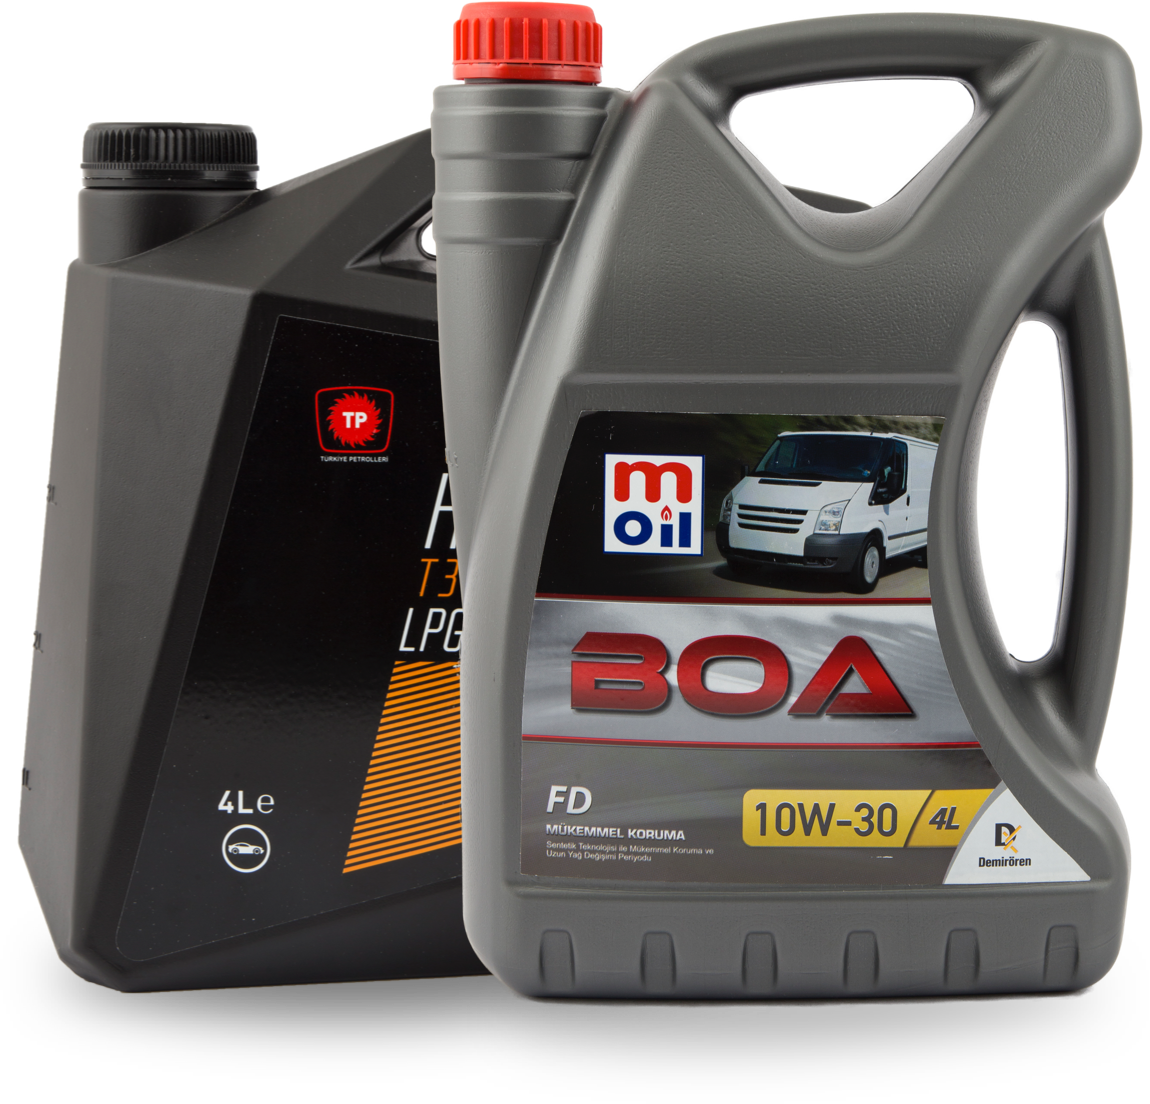 TP
TÜRKİYE PETROLLERİ
T3
LPG
4L e
m
oil
BOA
FD
MÜKEMMEL KORUMA
Sentetik Teknolojisi ile Mükemmel Koruma ve
Uzun Yağ Değişimi Periyodu
10W-30
4L
Demirören